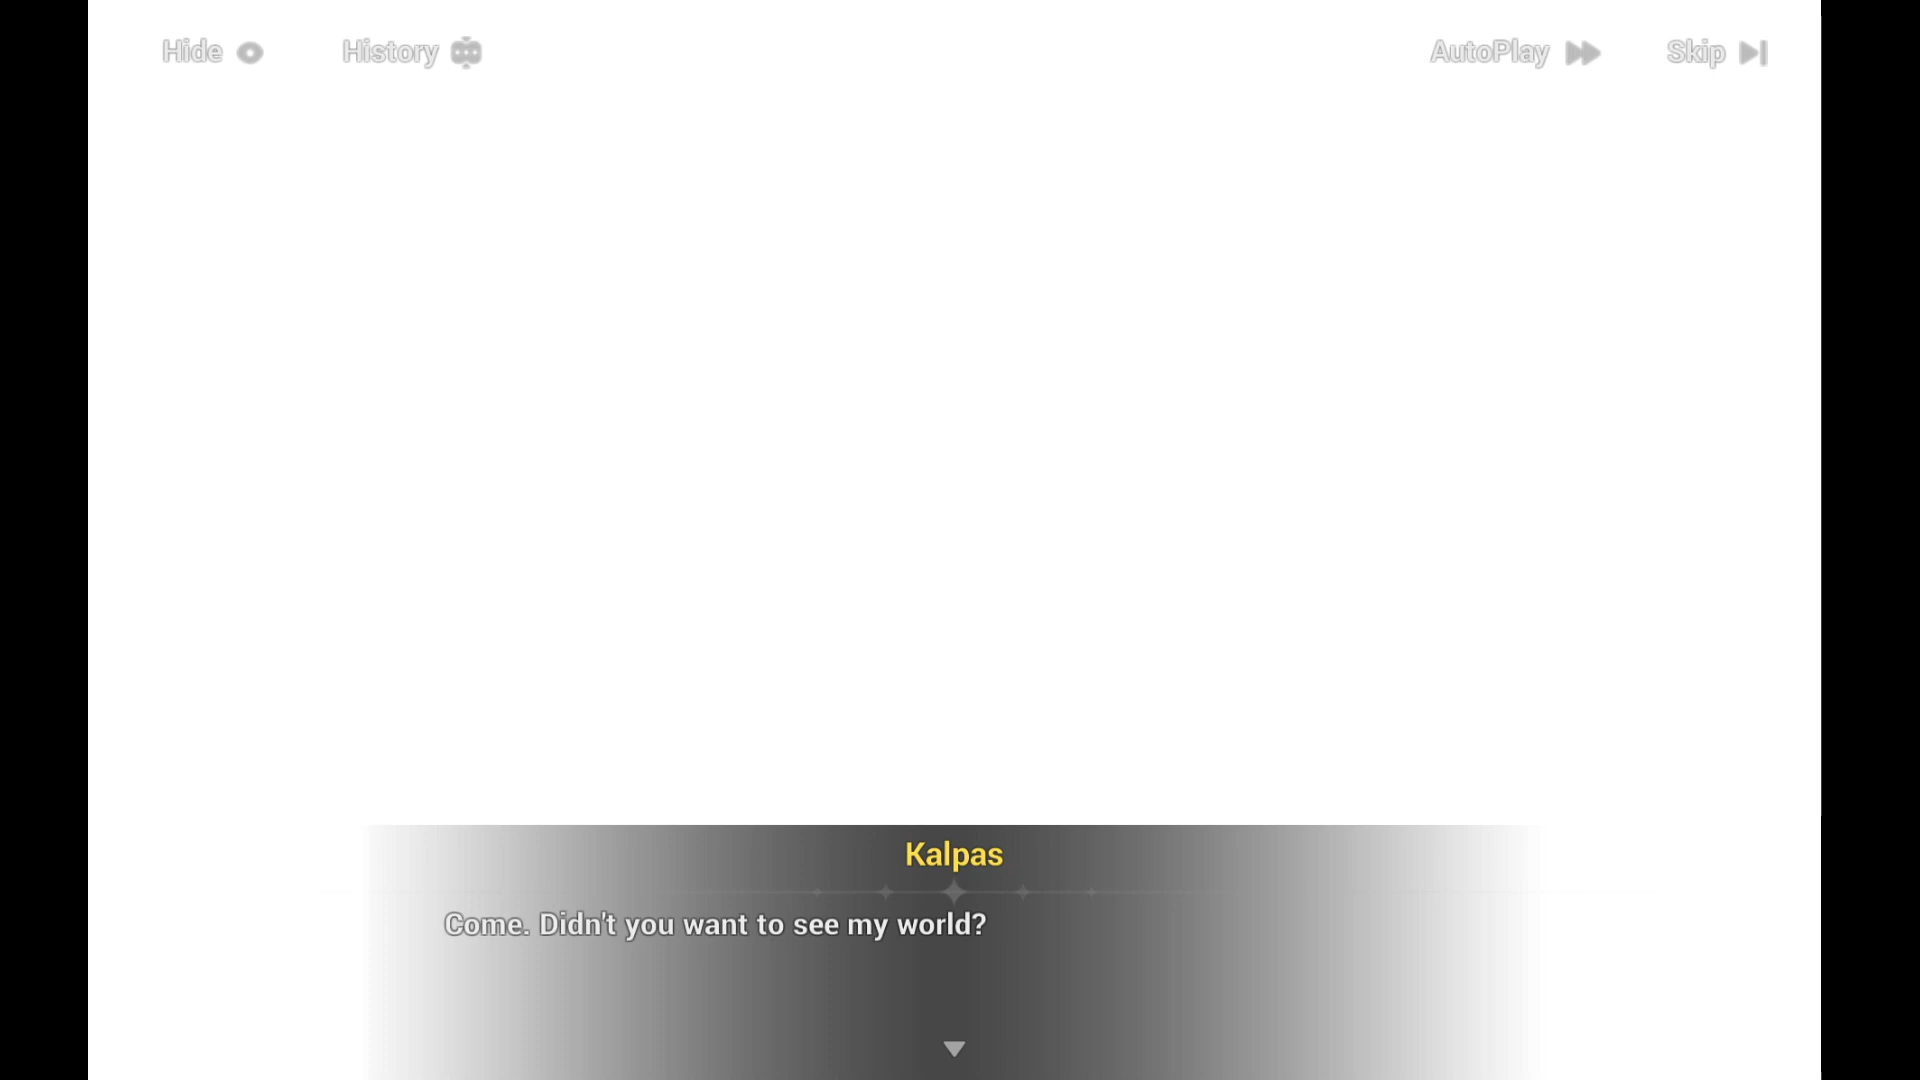 Hide
History
AutoPlay
Skip
Kalpas
Come. Didn't you want to see my world?